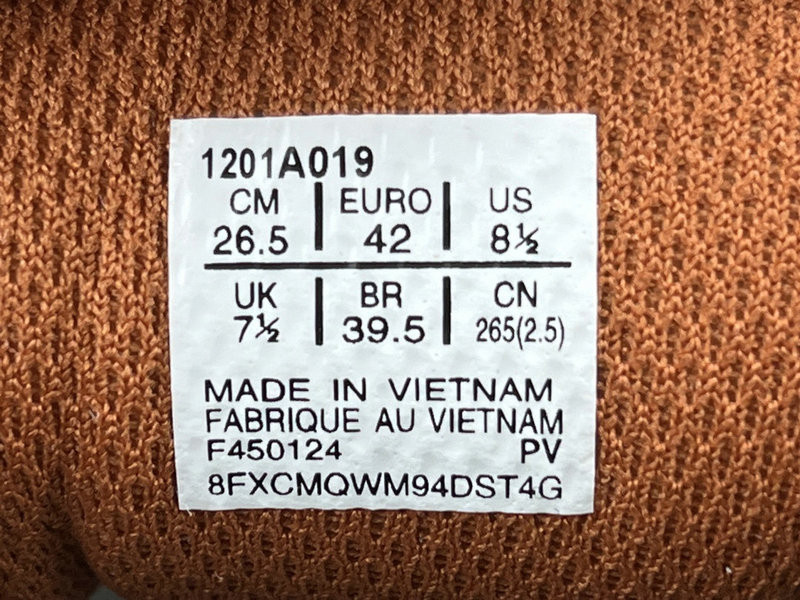 1201A019
CM | EURO | US
26.5 | 42 | 8½
UK | BR | CN
7½ | 39.5 | 265(2.5)
MADE IN VIETNAM
FABRIQUE AU VIETNAM
F450124 PV
8FXCMQWM94DST4G